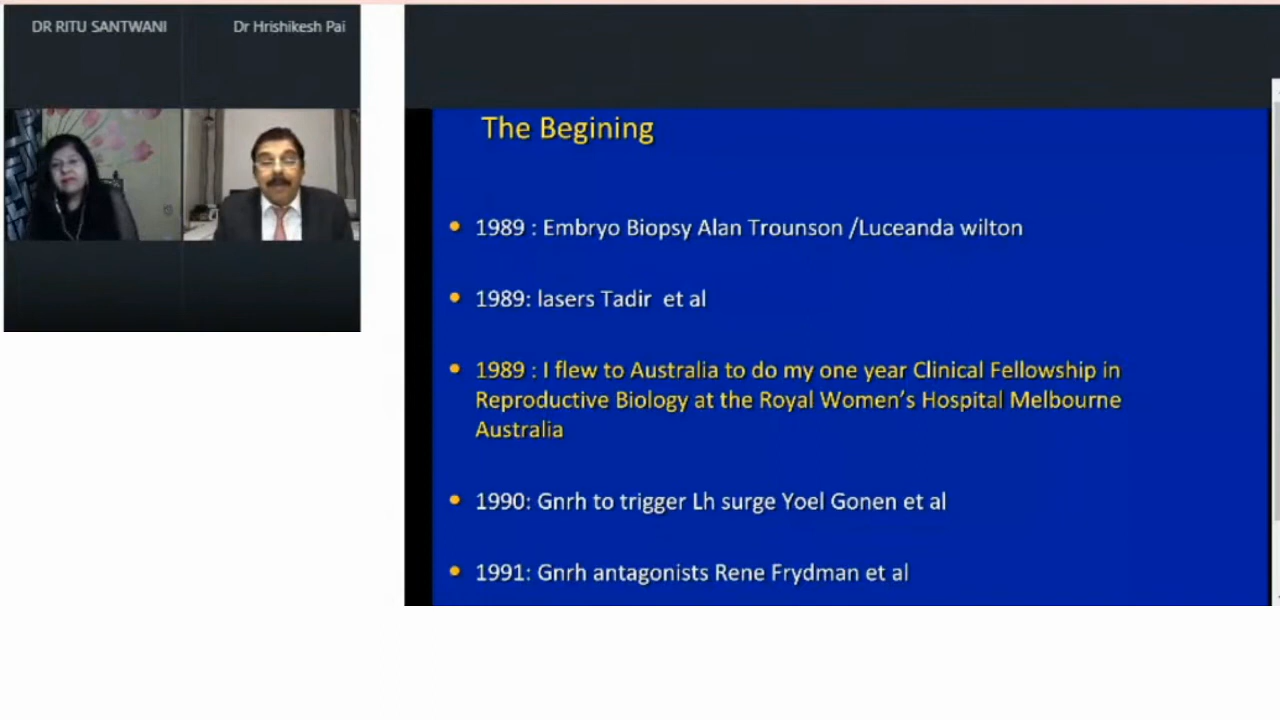 DR RITU SANTWANI
Dr Hrishikesh Pai
The Begining
• 1989 : Embryo Biopsy Alan Trounson /Luceanda wilton
• 1989: lasers Tadir et al
• 1989 : I flew to Australia to do my one year Clinical Fellowship in
Reproductive Biology at the Royal Women's Hospital Melbourne
Australia
• 1990: Gnrh to trigger Lh surge Yoel Gonen et al
• 1991: Gnrh antagonists Rene Frydman et al